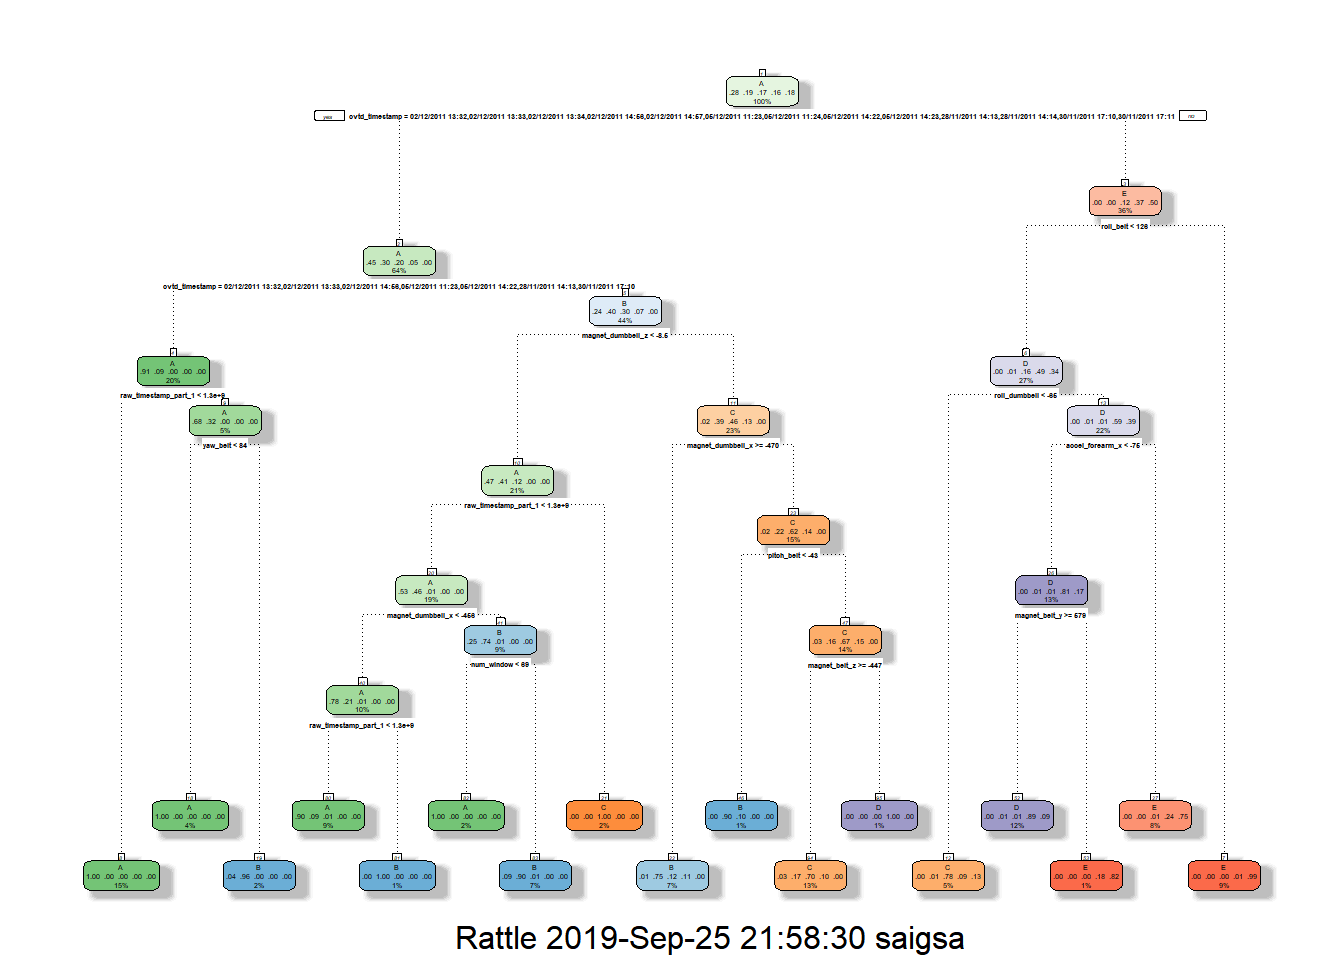 A
.28 .19 .17 .16 .18
100%
yes
cvtd_timestamp = 02/12/2011 13:32,02/12/2011 13:33,02/12/2011 13:34,02/12/2011 14:56,02/12/2011 14:57,05/12/2011 11:23,05/12/2011 11:24,05/12/2011 14:22,05/12/2011 14:23,28/11/2011 14:13,28/11/2011 14:14,30/11/2011 17:10,30/11/2011 17:11
no
E
.00 .00 .12 .37 .50
36%
roll_belt < 126
A
.45 .30 .20 .05 .00
64%
cvtd_timestamp = 02/12/2011 13:32,02/12/2011 13:33,02/12/2011 14:56,05/12/2011 11:23,05/12/2011 14:22,28/11/2011 14:13,30/11/2011 17:10
B
.24 .40 .30 .07 .00
44%
magnet_dumbbell_z < -8.5
A
.91 .09 .00 .00 .00
20%
raw_timestamp_part_1 < 1.3e+9
D
.00 .01 .16 .49 .34
27%
roll_dumbbell < -65
A
.68 .32 .00 .00 .00
5%
yaw_belt < 84
C
.02 .39 .46 .13 .00
23%
magnet_dumbbell_x >= -470
D
.00 .01 .01 .59 .39
22%
accel_forearm_x < -75
A
.47 .41 .12 .00 .00
21%
raw_timestamp_part_1 < 1.3e+9
C
.02 .22 .62 .14 .00
15%
pitch_belt < -43
A
.53 .46 .01 .00 .00
19%
magnet_dumbbell_x < -456
D
.00 .01 .01 .81 .17
13%
magnet_belt_y >= 579
B
.25 .74 .01 .00 .00
9%
num_window < 69
C
.03 .16 .67 .15 .00
14%
magnet_belt_z >= -447
A
.78 .21 .01 .00 .00
10%
raw_timestamp_part_1 < 1.3e+9
A
1.00 .00 .00 .00 .00
4%
A
.90 .09 .01 .00 .00
9%
A
1.00 .00 .00 .00 .00
2%
C
.00 .00 1.00 .00 .00
2%
B
.00 .90 .10 .00 .00
1%
D
.00 .00 .00 1.00 .00
1%
D
.00 .01 .01 .89 .09
12%
E
.00 .00 .01 .24 .75
8%
A
1.00 .00 .00 .00 .00
15%
B
.04 .96 .00 .00 .00
2%
B
.00 1.00 .00 .00 .00
1%
B
.09 .90 .01 .00 .00
7%
B
.01 .75 .12 .11 .00
7%
C
.03 .17 .70 .10 .00
13%
C
.00 .01 .78 .09 .13
5%
E
.00 .00 .00 .18 .82
1%
E
.00 .00 .00 .01 .99
9%
Rattle 2019-Sep-25 21:58:30 saigsa